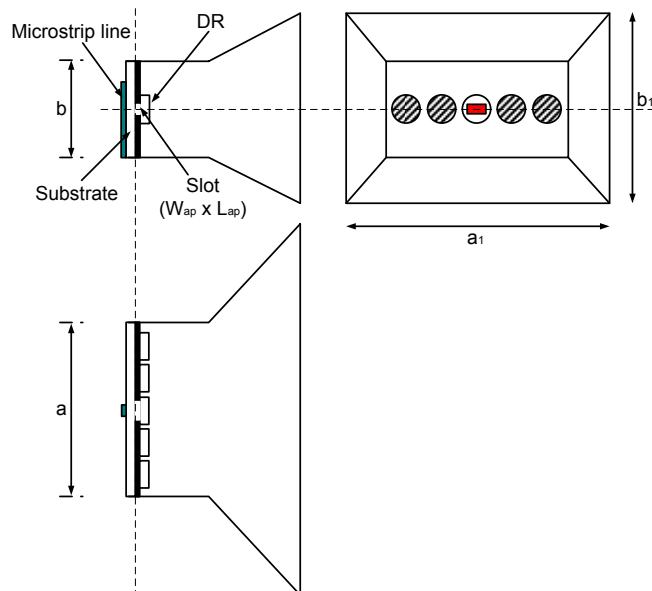 Microstrip line
DR
b
Substrate
Slot
(Wap x Lap)
b1
a1
a